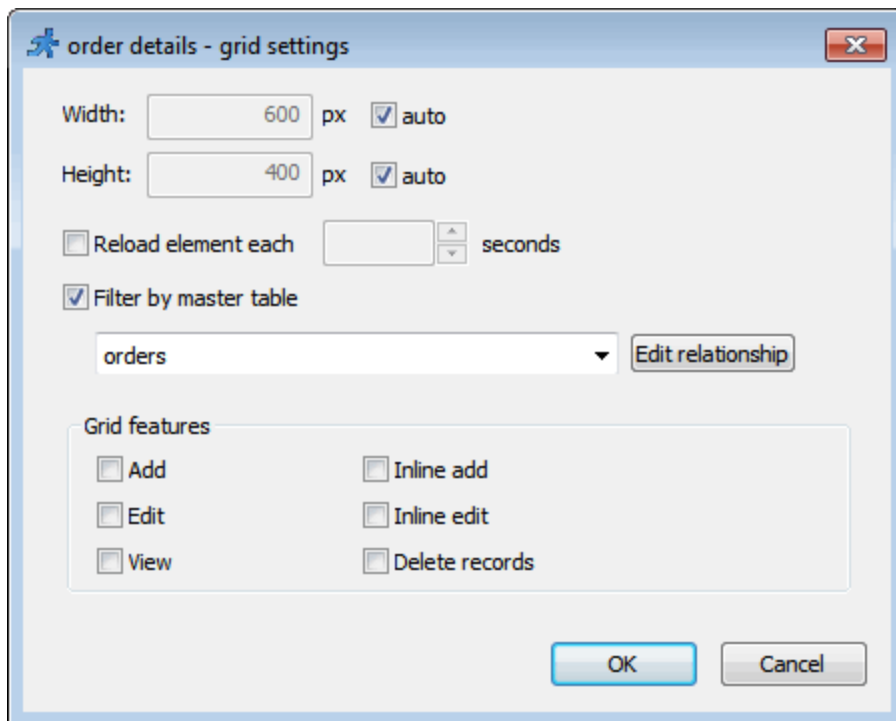 order details - grid settings
Width: 600 px auto
Height: 400 px auto
Reload element each seconds
Filter by master table
orders Edit relationship
Grid features
Add Inline add
Edit Inline edit
View Delete records
OK Cancel